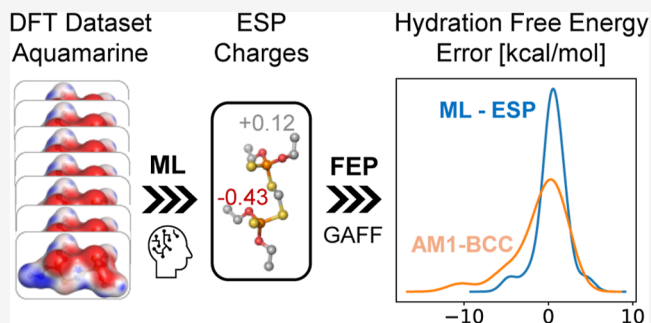 DFT Dataset
Aquamarine
ESP
Charges
Hydration Free Energy
Error [kcal/mol]
ML
+0.12
-0.43
FEP
GAFF
ML - ESP
AM1-BCC
−10
0
10